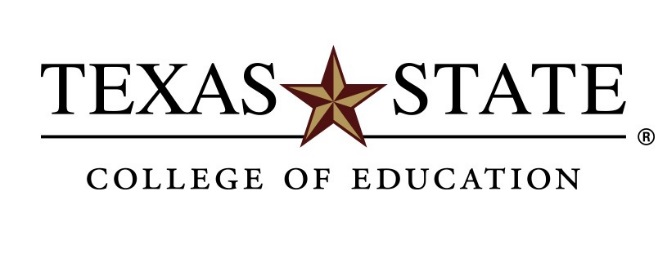 TEXAS STATE
®
COLLEGE OF EDUCATION